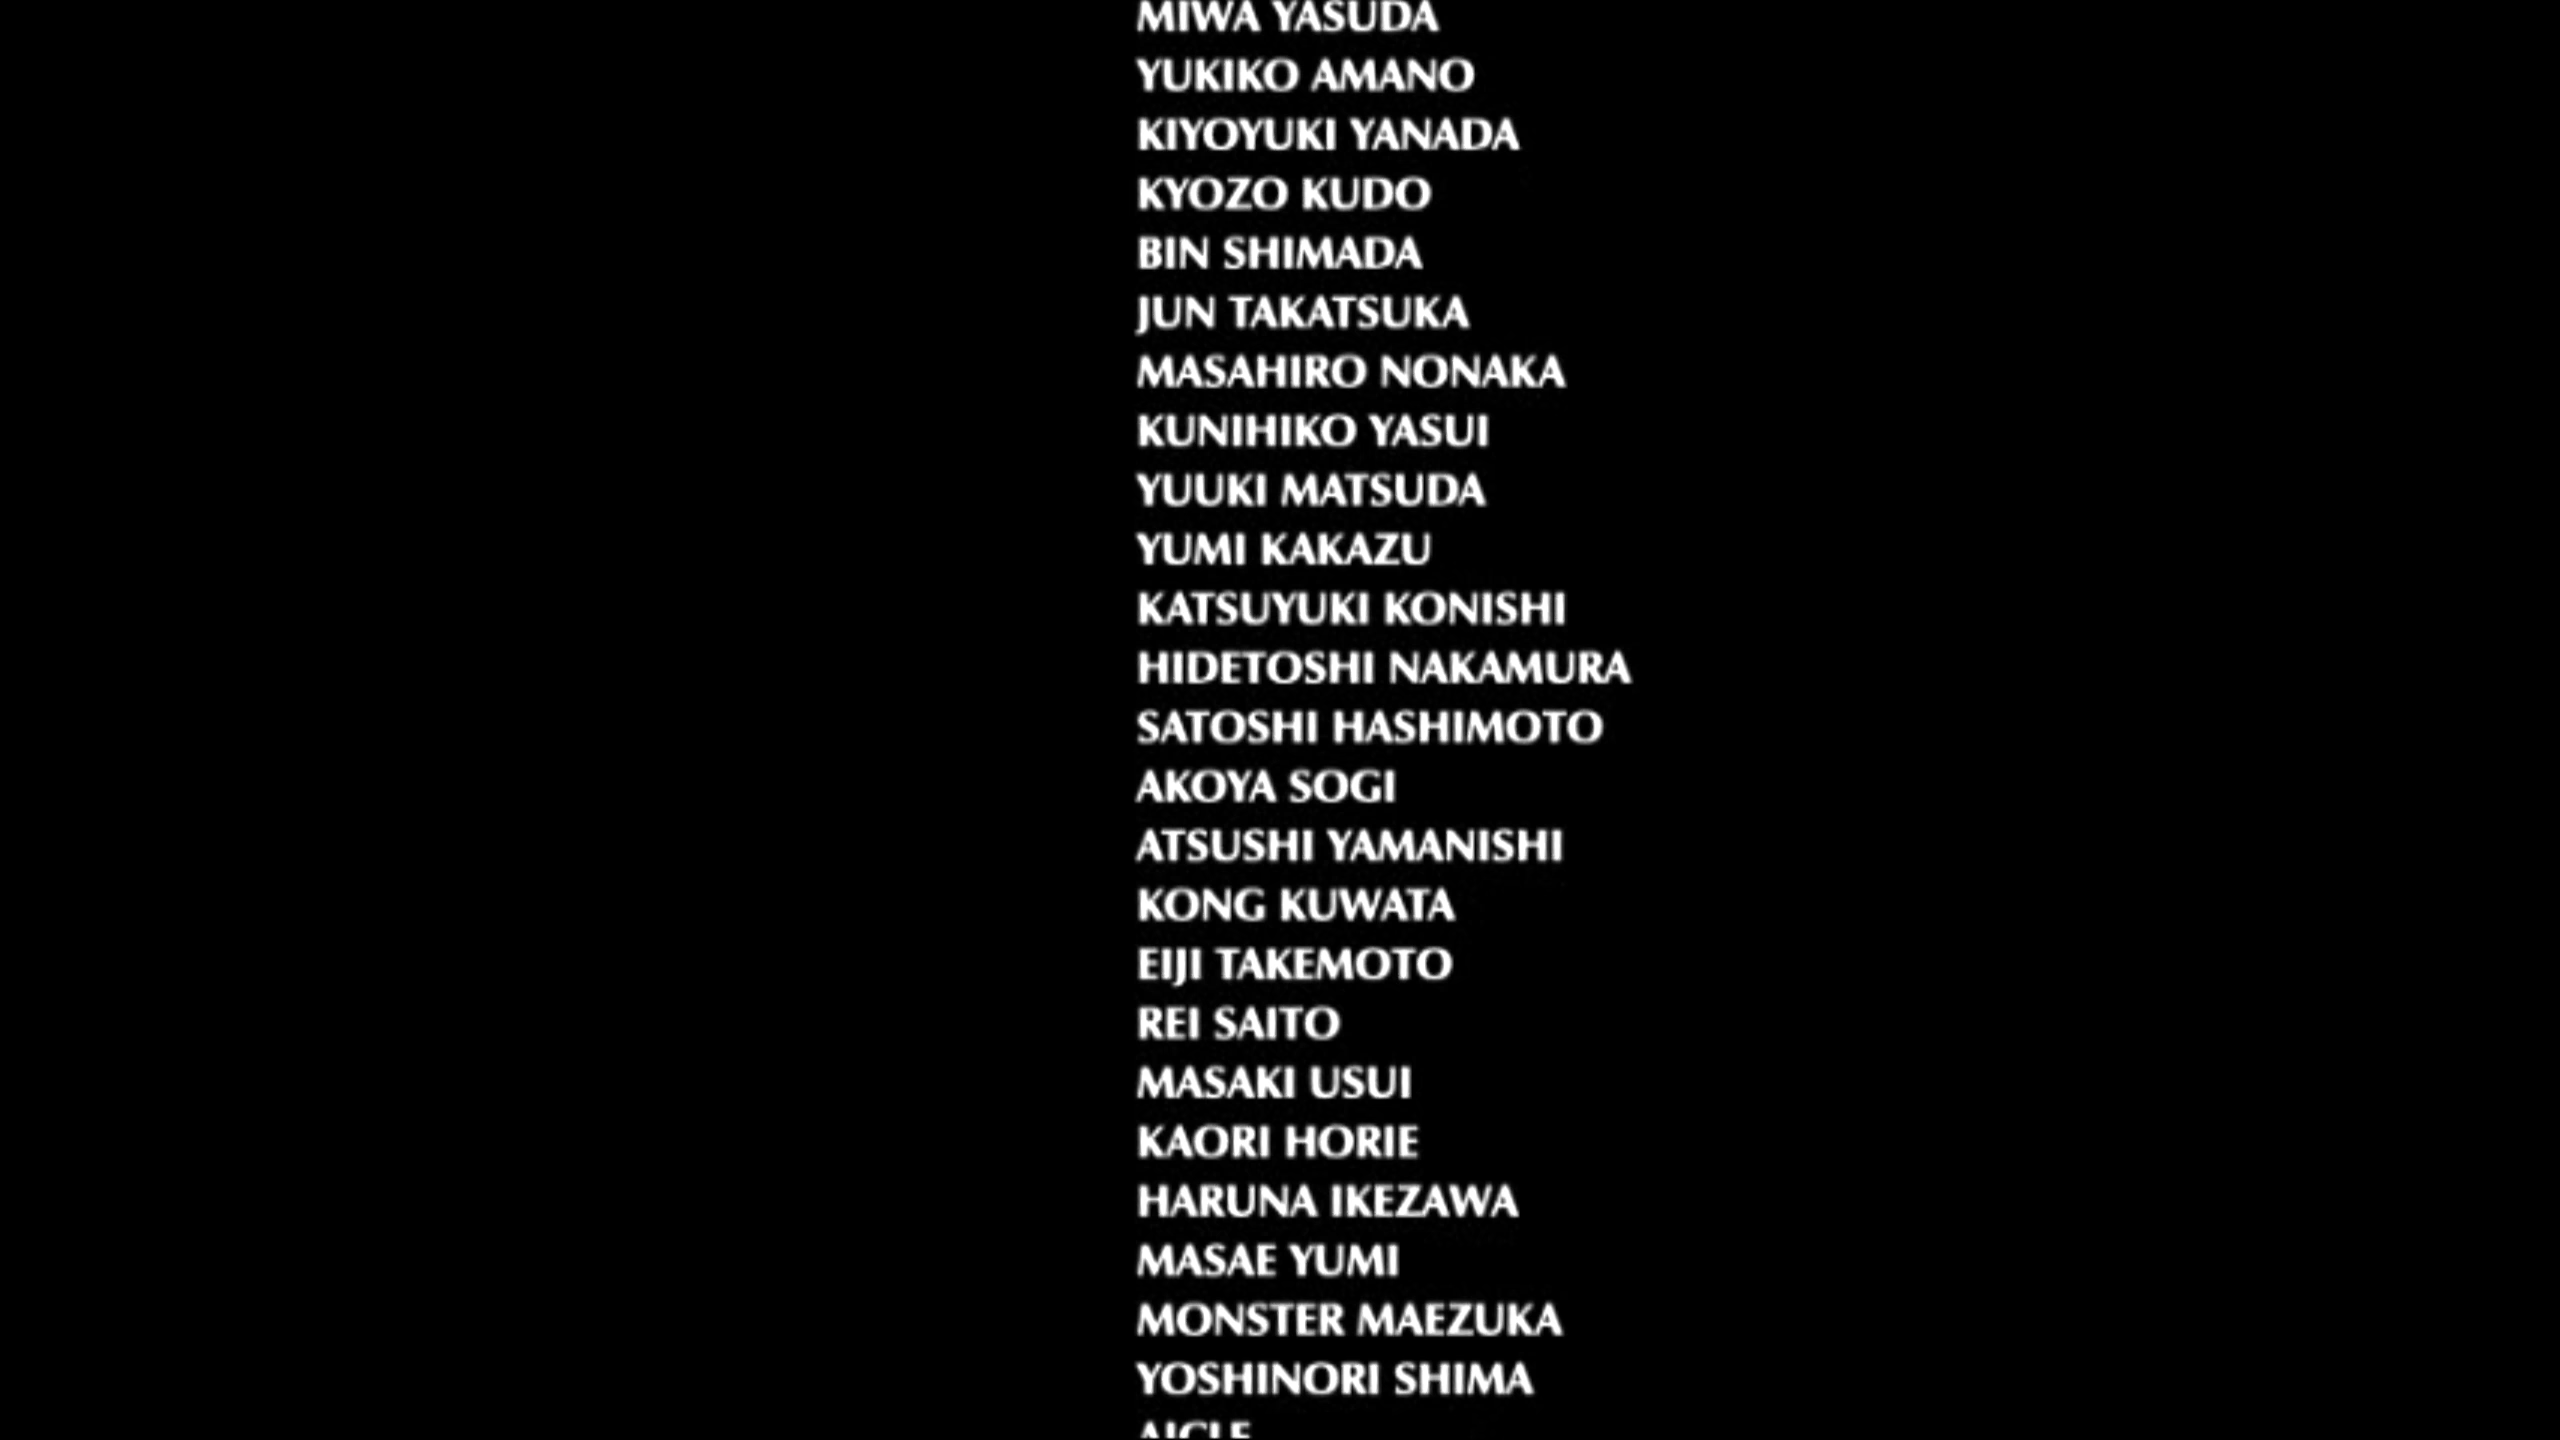 MIWA YASUDA
YUKIKO AMANO
KIYOYUKI YANADA
KYOZO KUDO
BIN SHIMADA
JUN TAKATSUKA
MASAHIRO NONAKA
KUNIHIKO YASUI
YUUKI MATSUDA
YUMI KAKAZU
KATSUYUKI KONISHI
HIDETOSHI NAKAMURA
SATOSHI HASHIMOTO
AKOYA SOGI
ATSUSHI YAMANISHI
KONG KUWATA
EIJI TAKEMOTO
REI SAITO
MASAKI USUI
KAORI HORIE
HARUNA IKEZAWA
MASAE YUMI
MONSTER MAEZUKA
YOSHINORI SHIMA